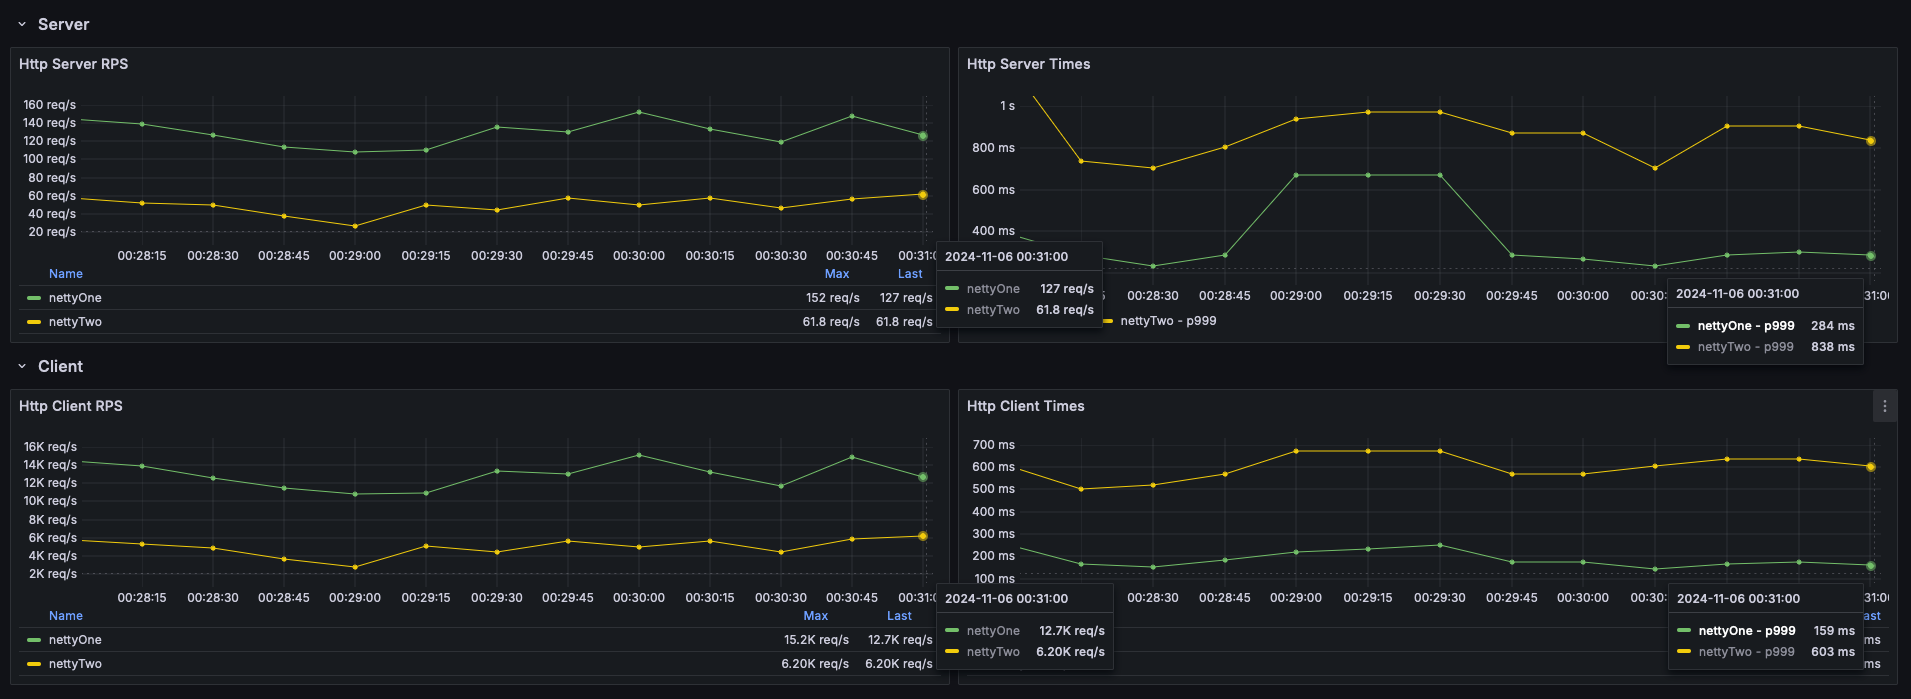 Server
Http Server RPS
160 req/s
140 req/s
120 req/s
100 req/s
80 req/s
60 req/s
40 req/s
20 req/s
00:28:15 00:28:30 00:28:45 00:29:00 00:29:15 00:29:30 00:29:45 00:30:00 00:30:15 00:30:30 00:30:45 00:31:0
Name Max Last
nettyOne 152 req/s 127 req/s
nettyTwo 61.8 req/s 61.8 req/s
2024-11-06 00:31:00
nettyOne 127 req/s
nettyTwo 61.8 req/s
Http Server Times
1 s
800 ms
600 ms
400 ms
5 00:28:30 00:28:45 00:29:00 00:29:15 00:29:30 00:29:45 00:30:00 00:30: 31:0
nettyTwo - p999
2024-11-06 00:31:00
nettyOne - p999 284 ms
nettyTwo - p999 838 ms
Client
Http Client RPS
16K req/s
14K req/s
12K req/s
10K req/s
8K req/s
6K req/s
4K req/s
2K req/s
00:28:15 00:28:30 00:28:45 00:29:00 00:29:15 00:29:30 00:29:45 00:30:00 00:30:15 00:30:30 00:30:45 00:31:0
Name Max Last
nettyOne 15.2K req/s 12.7K req/s
nettyTwo 6.20K req/s 6.20K req/s
2024-11-06 00:31:00
nettyOne 12.7K req/s
nettyTwo 6.20K req/s
Http Client Times
700 ms
600 ms
500 ms
400 ms
300 ms
200 ms
100 ms
00:28:30 00:28:45 00:29:00 00:29:15 00:29:30 00:29:45 00:30:00 00:30: 31:0
ast
ms
ms
2024-11-06 00:31:00
nettyOne - p999 159 ms
nettyTwo - p999 603 ms